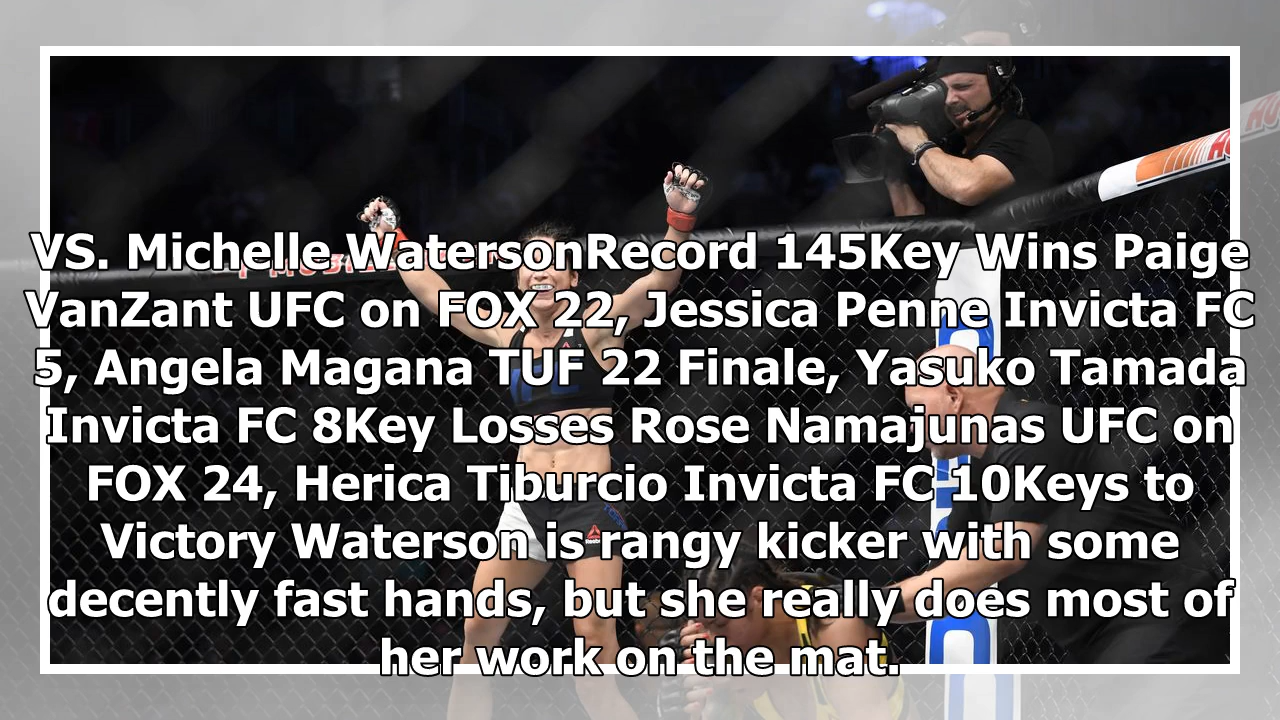 VS. Michelle WatersonRecord 145Key Wins Paige
VanZant UFC on FOX 22, Jessica Penne Invicta FC
5, Angela Magana TUF 22 Finale, Yasuko Tamada
Invicta FC 8Key Losses Rose Namajunas UFC on
FOX 24, Herica Tiburcio Invicta FC 10Keys to
Victory Waterson is rangy kicker with some
decently fast hands, but she really does most of
her work on the mat.